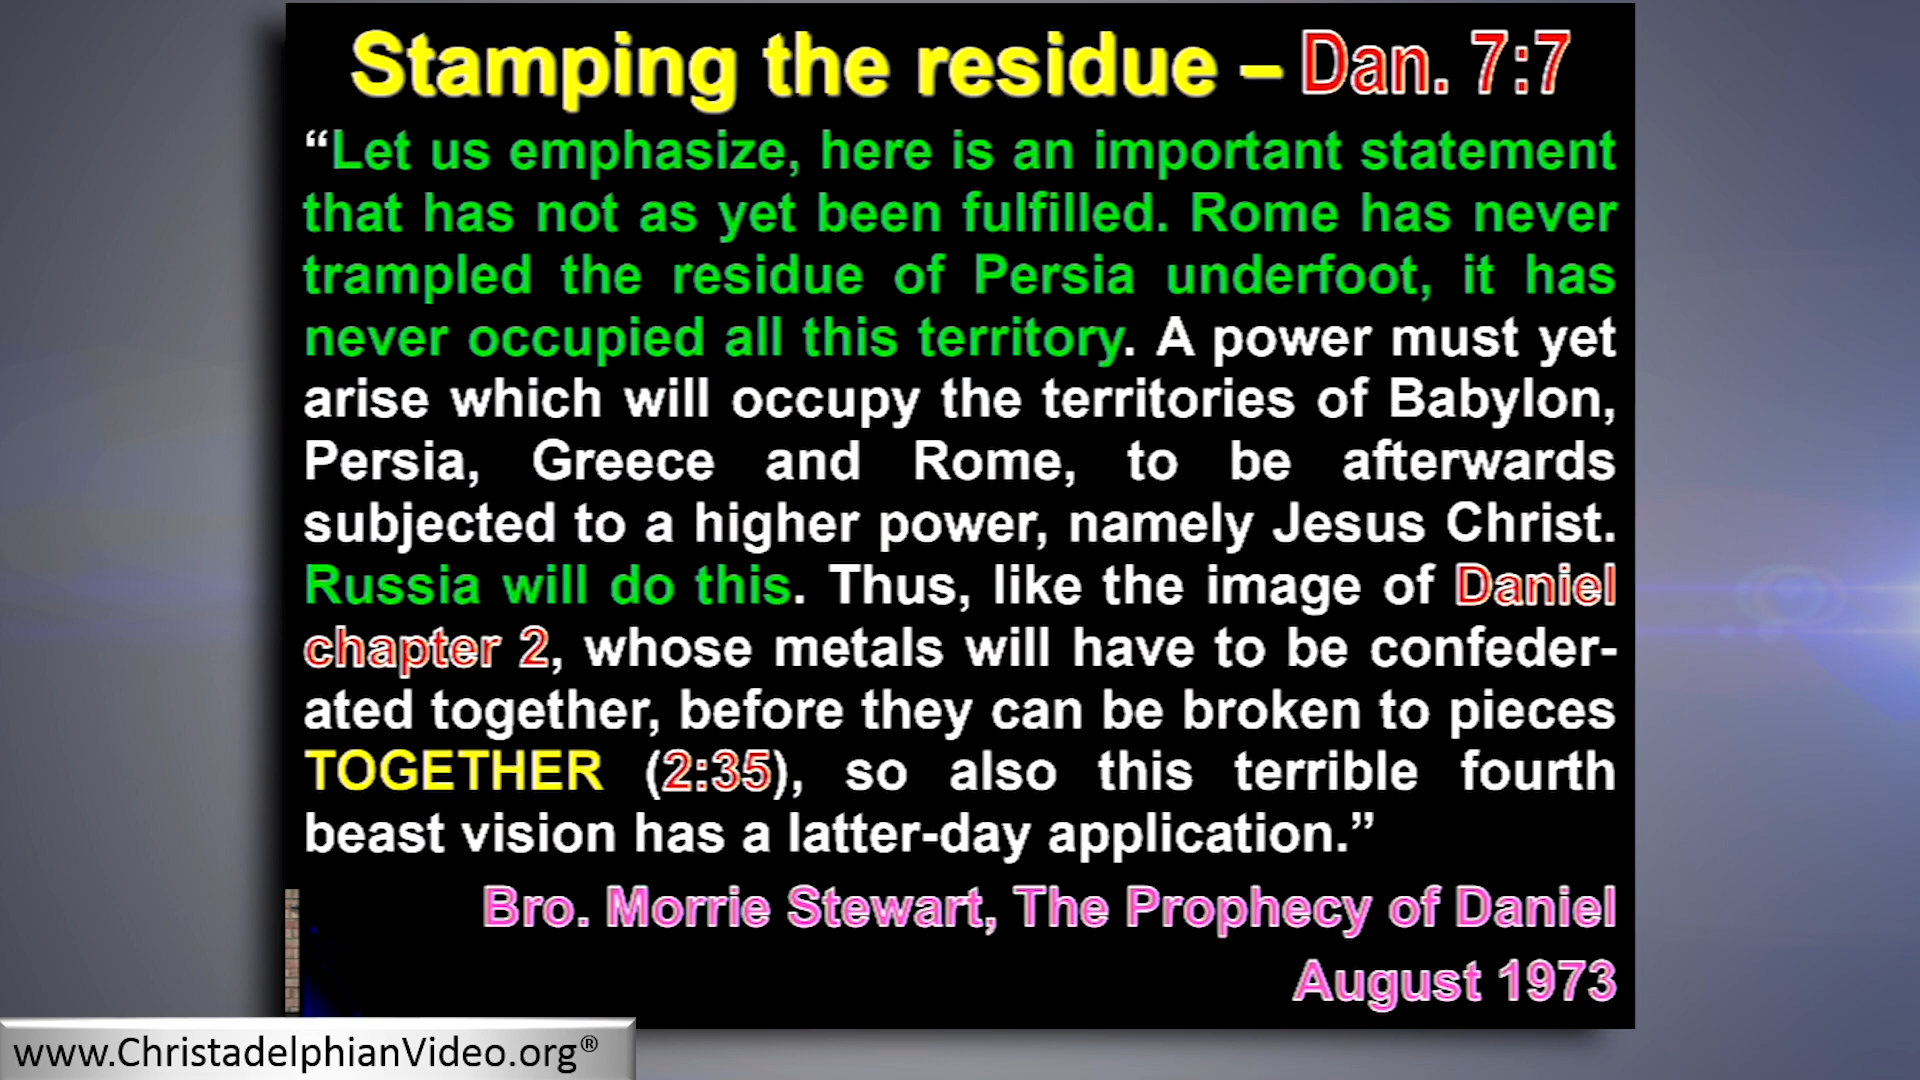 Stamping the residue – Dan. 7:7
“Let us emphasize, here is an important statement
that has not as yet been fulfilled. Rome has never
trampled the residue of Persia underfoot, it has
never occupied all this territory. A power must yet
arise which will occupy the territories of Babylon,
Persia, Greece and Rome, to be afterwards
subjected to a higher power, namely Jesus Christ.
Russia will do this. Thus, like the image of Daniel
chapter 2, whose metals will have to be confeder-
ated together, before they can be broken to pieces
TOGETHER (2:35), so also this terrible fourth
beast vision has a latter-day application.”
Bro. Morrie Stewart, The Prophecy of Daniel
August 1973
www.ChristadelphianVideo.org®